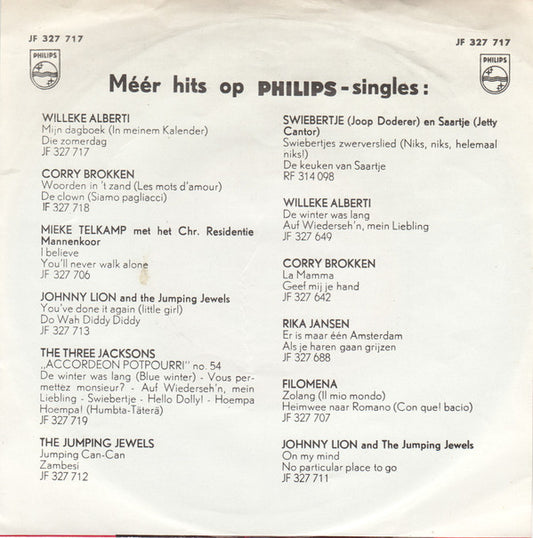 JF 327 717
JF 327 717
PHILIPS
PHILIPS
Méér hits op PHILIPS-singles:
WILLEKE ALBERTI
Mijn dagboek (In meinem Kalender)
Die zomerdag
JF 327 717
CORRY BROKKEN
Woorden in 't zand (Les mots d'amour)
De clown (Siamo pagliacci)
JF 327 718
MIEKE TELKAMP met het Chr. Residentie
Mannenkoor
I believe
You'll never walk alone
JF 327 706
JOHNNY LION and the Jumping Jewels
You've done it again (little girl)
Do Wah Diddy Diddy
JF 327 713
THE THREE JACKSONS
„ACCORDEON POTPOURRI" no. 54
De winter was lang (Blue winter) - Vous per-
mettez monsieur? - Auf Wiederseh'n, mein
Liebling - Swiebertje - Hello Dolly! - Hoempa
Hoempa! (Humbta-Täterä)
JF 327 719
THE JUMPING JEWELS
Jumping Can-Can
Zambesi
JF 327 712
SWIEBERTJE (Joop Doderer) en Saartje (Jetty
Cantor)
Swiebertjes zwerverslied (Niks, niks, helemaal
niks!)
De keuken van Saartje
RF 314 098
WILLEKE ALBERTI
De winter was lang
Auf Wiederseh'n, mein Liebling
JF 327 649
CORRY BROKKEN
La Mamma
Geef mij je hand
JF 327 642
RIKA JANSEN
Er is maar één Amsterdam
Als je haren gaan grijzen
JF 327 688
FILOMENA
Zolang (Il mio mondo)
Heimwee naar Romano (Con quel bacio)
JF 327 707
JOHNNY LION and The Jumping Jewels
On my mind
No particular place to go
JF 327 711